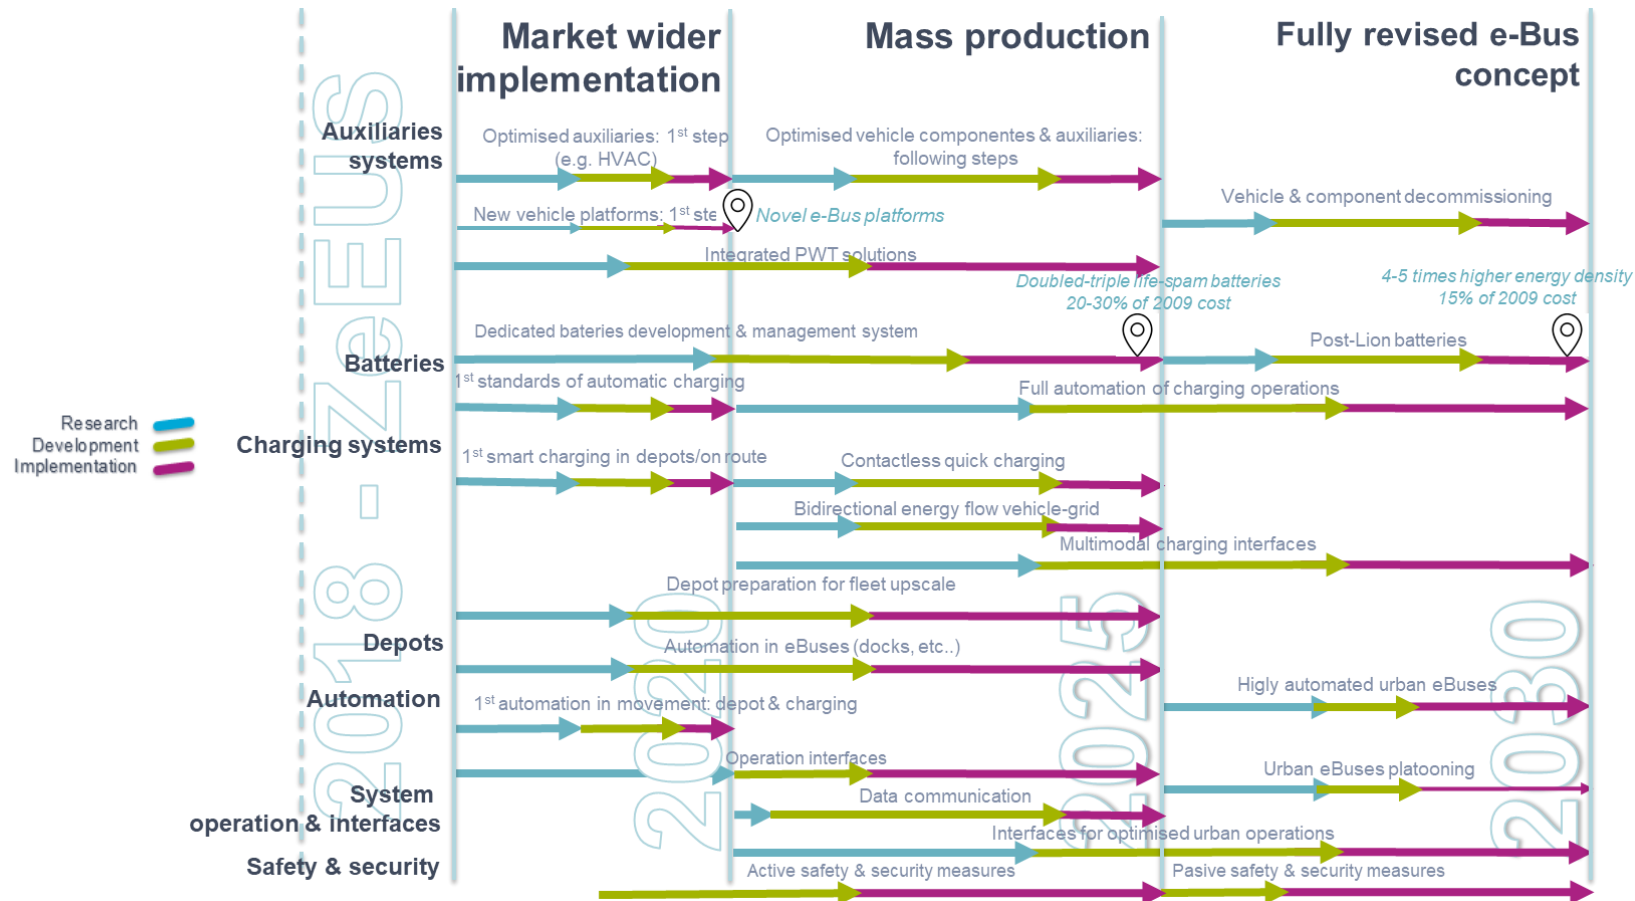 Market wider
implementation
Mass production
Fully revised e-Bus
concept
2018 - ZeEUS
2020
2025
2030
Research
Development
Implementation
Auxiliaries
systems
Optimised auxiliaries: 1st step
(e.g. HVAC)
Optimised vehicle componentes & auxiliaries:
following steps
Vehicle & component decommissioning
New vehicle platforms: 1st ste
Novel e-Bus platforms
Integrated PWT solutions
Doubled-triple life-spam batteries
20-30% of 2009 cost
4-5 times higher energy density
15% of 2009 cost
Batteries
Dedicated bateries development & management system
Post-Lion batteries
1st standards of automatic charging
Full automation of charging operations
Charging systems
1st smart charging in depots/on route
Contactless quick charging
Bidirectional energy flow vehicle-grid
Multimodal charging interfaces
Depot preparation for fleet upscale
Depots
Automation in eBuses (docks, etc..)
Automation
1st automation in movement: depot & charging
Higly automated urban eBuses
Operation interfaces
Urban eBuses platooning
System
operation & interfaces
Data communication
Interfaces for optimised urban operations
Safety & security
Active safety & security measures
Pasive safety & security measures